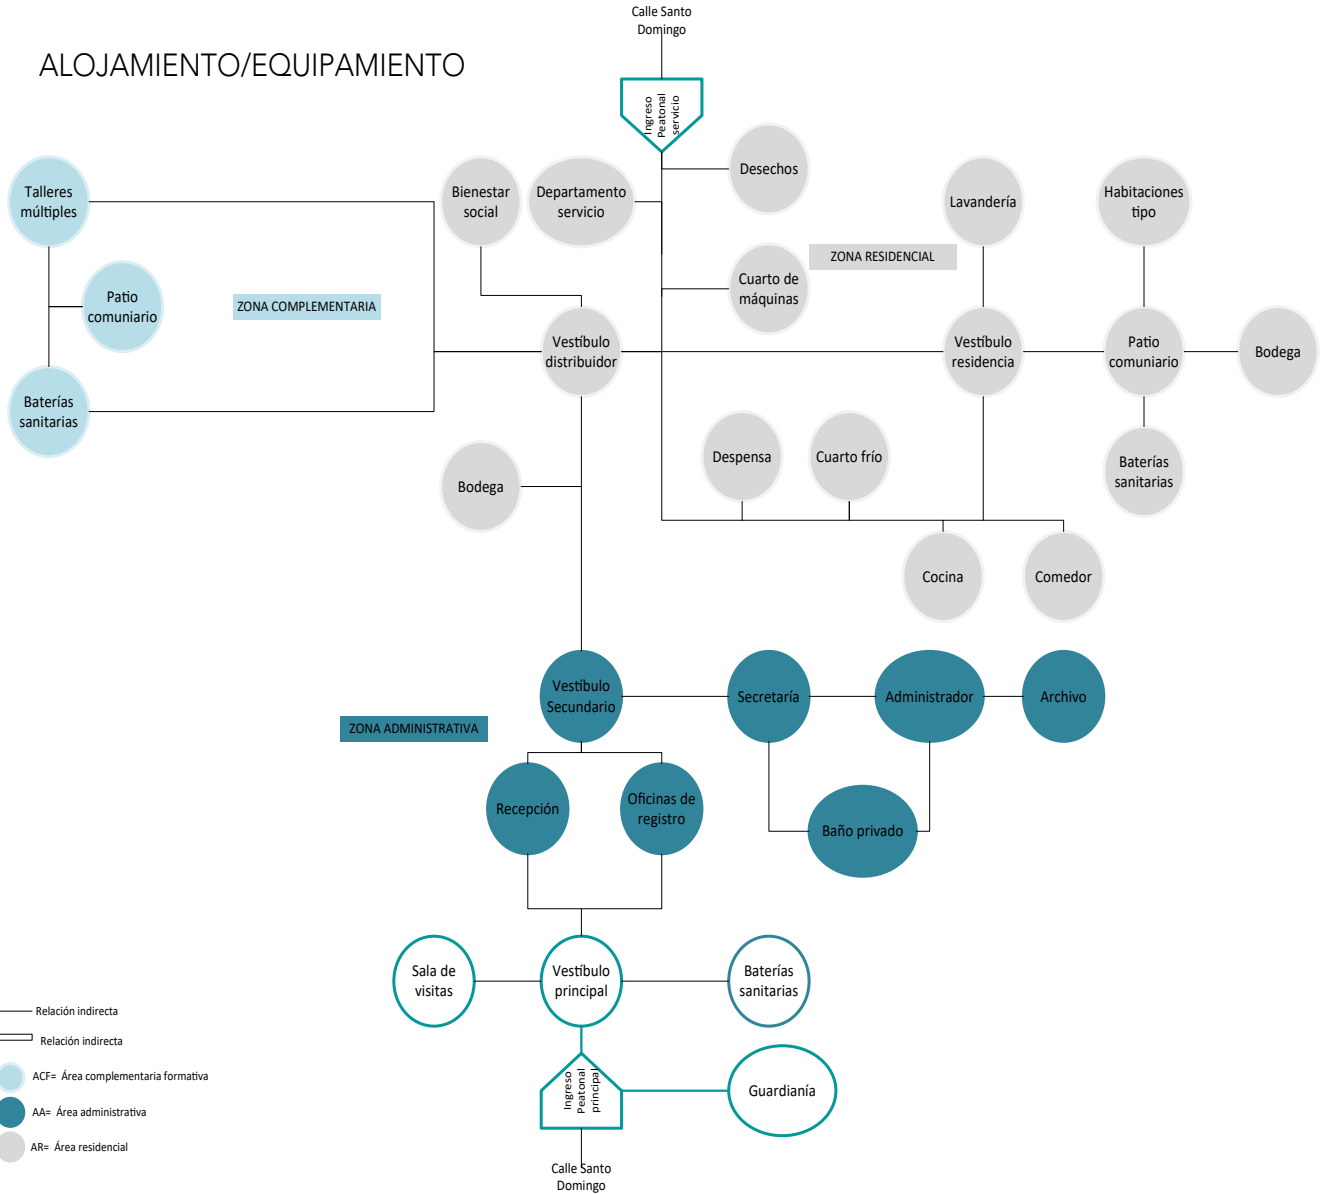 Calle Santo
Domingo
ALOJAMIENTO/EQUIPAMIENTO
Ingreso
Peatonal
servicio
Desechos
Talleres
múltiples
Bienestar
social
Departamento
servicio
Lavandería
Habitaciones
tipo
ZONA RESIDENCIAL
Cuarto de
máquinas
Patio
comuniario
ZONA COMPLEMENTARIA
Vestíbulo
distribuidor
Vestíbulo
residencia
Patio
comuniario
Bodega
Baterías
sanitarias
Despensa
Cuarto frío
Baterías
sanitarias
Bodega
Cocina
Comedor
Vestíbulo
Secundario
Secretaría
Administrador
Archivo
ZONA ADMINISTRATIVA
Recepción
Oficinas de
registro
Baño privado
Sala de
visitas
Vestíbulo
principal
Baterías
sanitarias
Relación indirecta
Relación indirecta
ACF= Área complementaria formativa
AA= Área administrativa
AR= Área residencial
Ingreso
Peatonal
principal
Guardianía
Calle Santo
Domingo